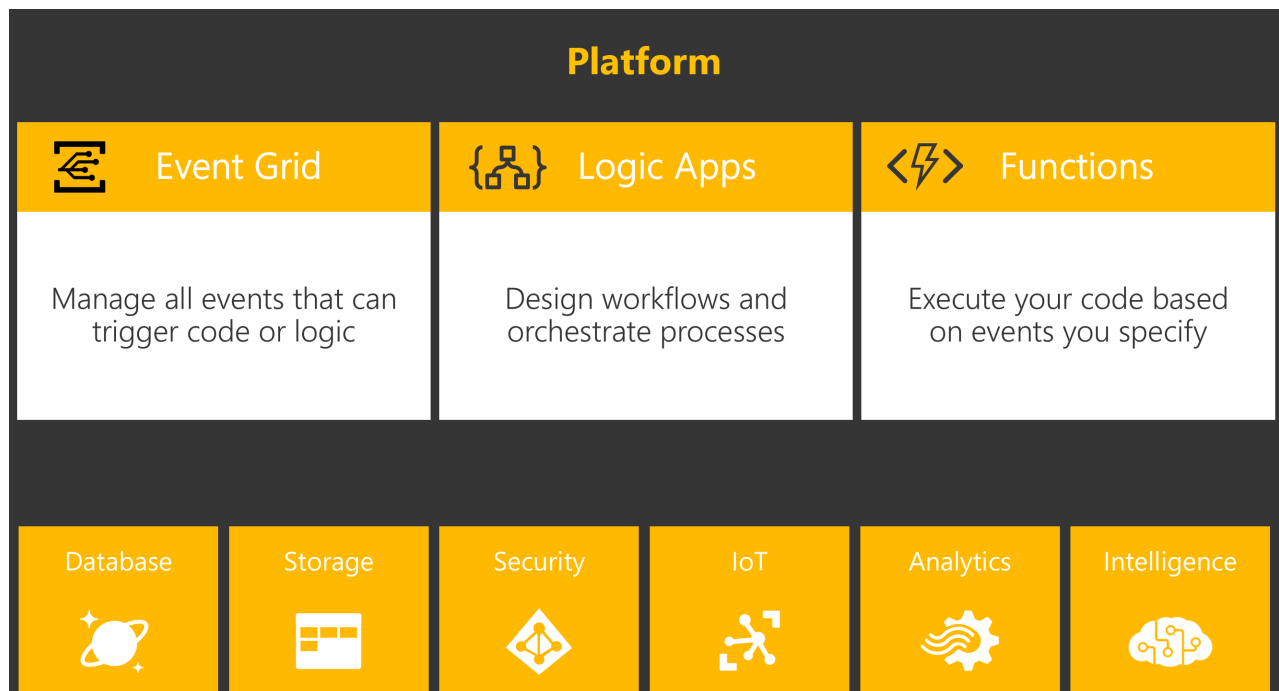 Platform
Event Grid
Manage all events that can
trigger code or logic
Logic Apps
Design workflows and
orchestrate processes
Functions
Execute your code based
on events you specify
Database
Storage
Security
IoT
Analytics
Intelligence